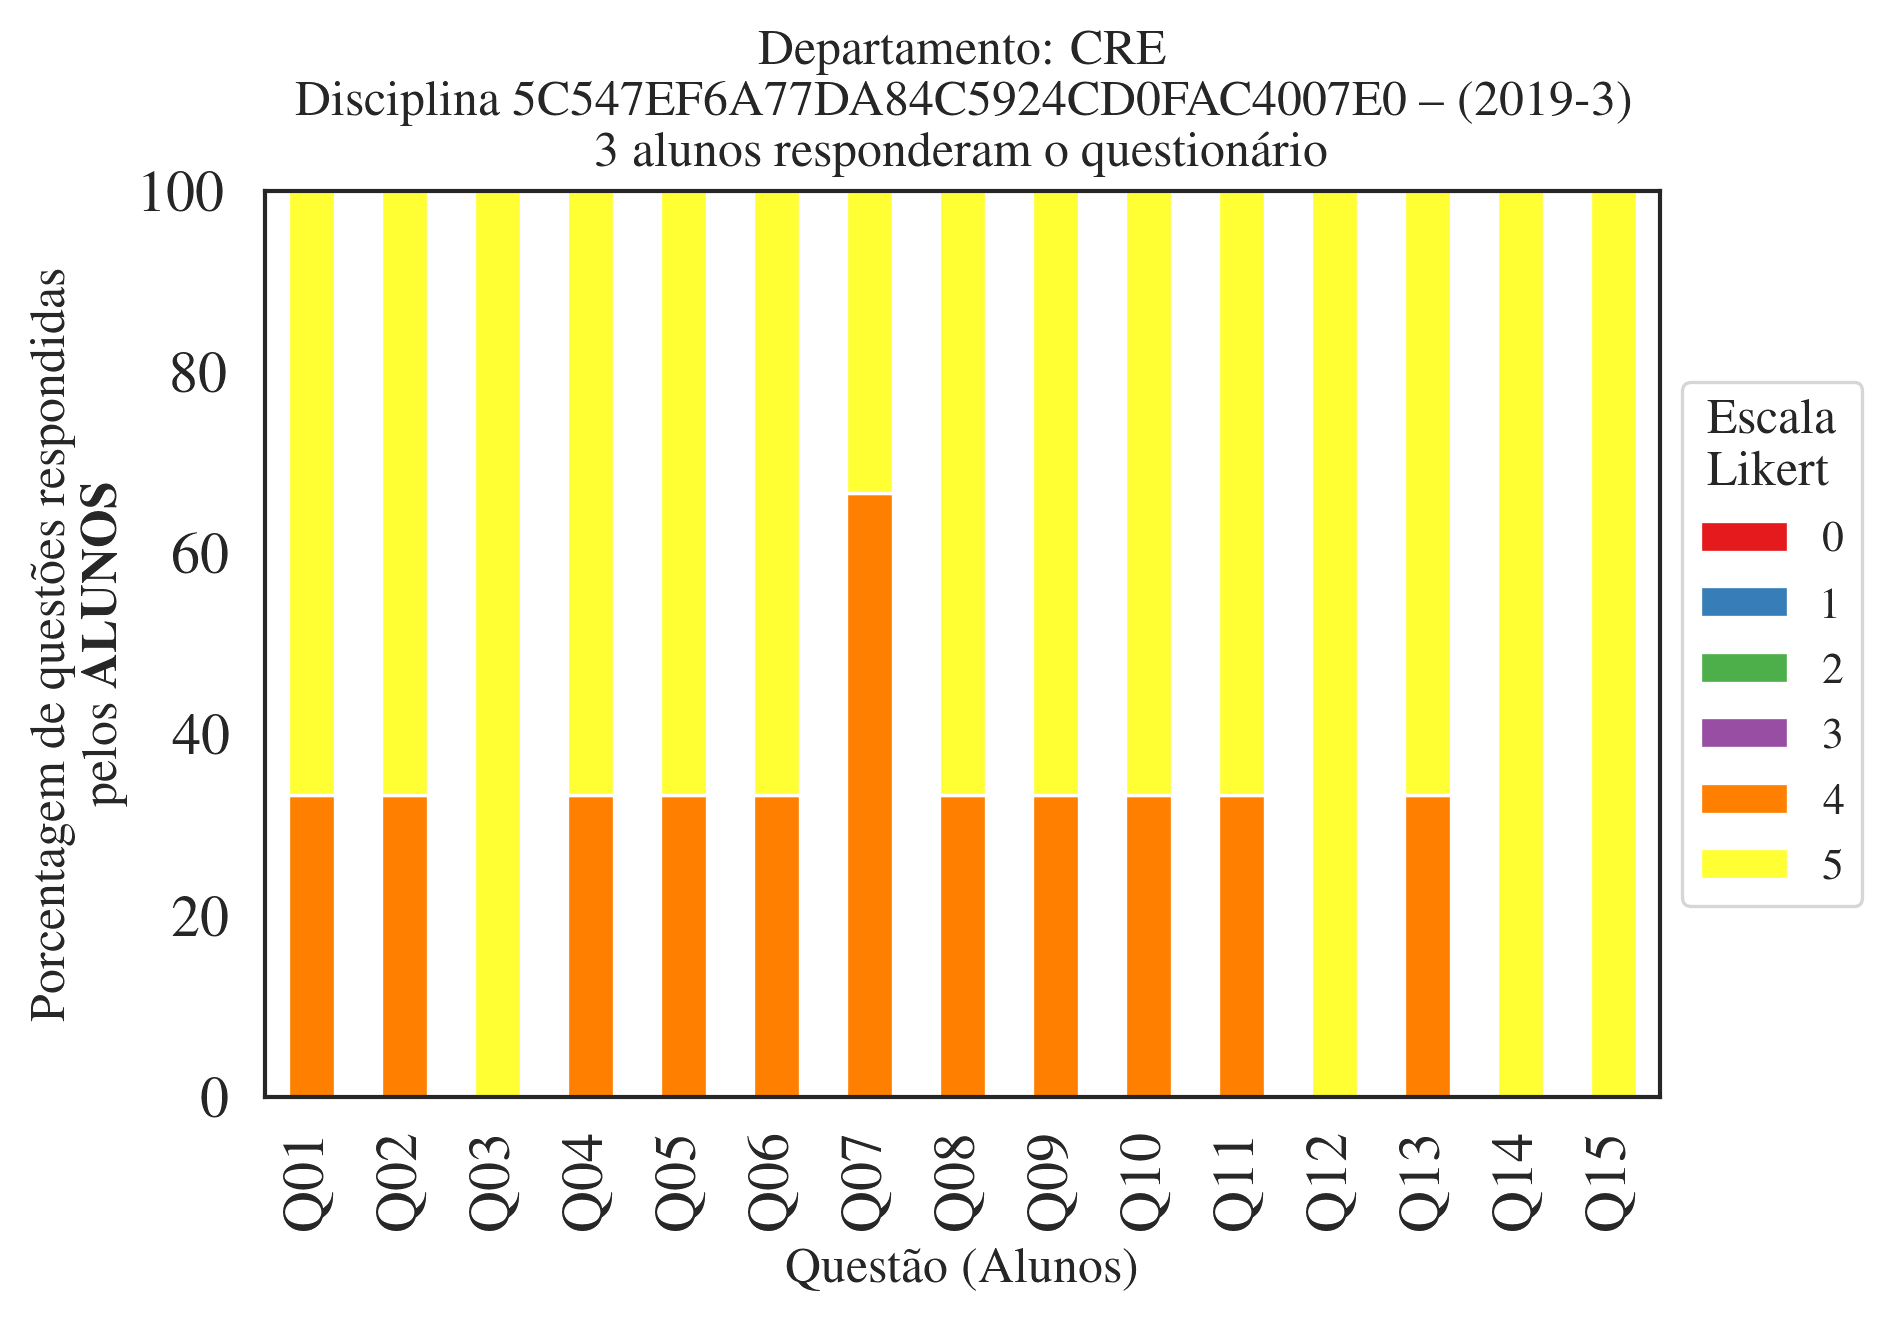 Departamento: CRE
Disciplina 5C547EF6A77DA84C5924CD0FAC4007E0 – (2019-3)
3 alunos responderam o questionário
Porcentagem de questões respondidas
pelos ALUNOS
100
80
60
40
20
0
Q01
Q02
Q03
Q04
Q05
Q06
Q07
Q08
Q09
Q10
Q11
Q12
Q13
Q14
Q15
Questão (Alunos)
Escala
Likert
0
1
2
3
4
5